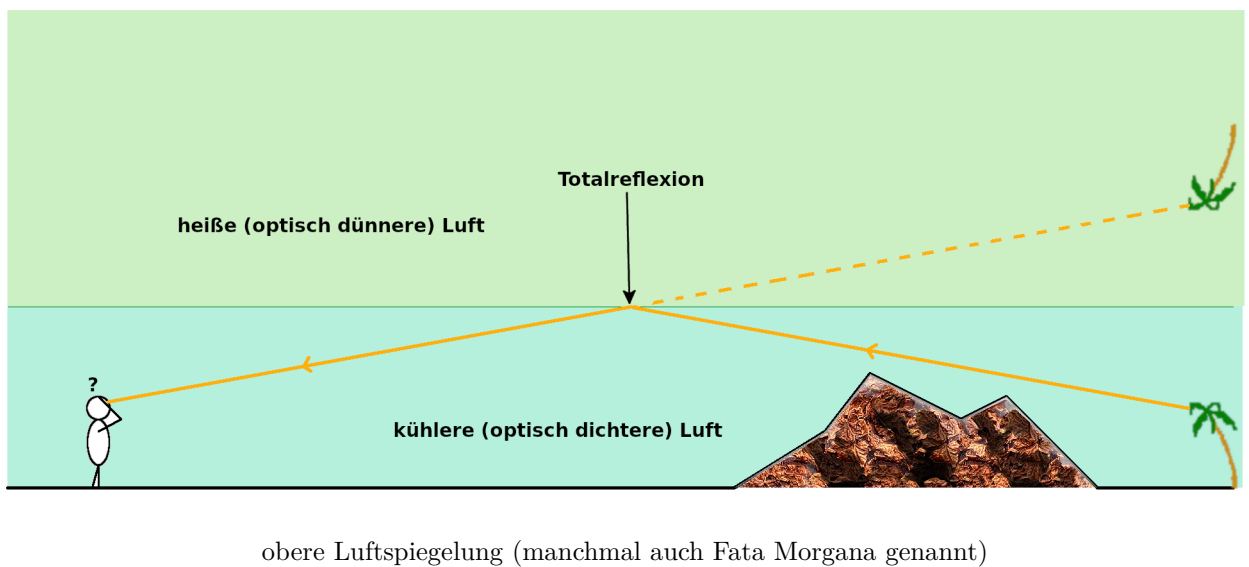 Totalreflexion
heiße (optisch dünnere) Luft
?
kühlere (optisch dichtere) Luft
obere Luftspiegelung (manchmal auch Fata Morgana genannt)